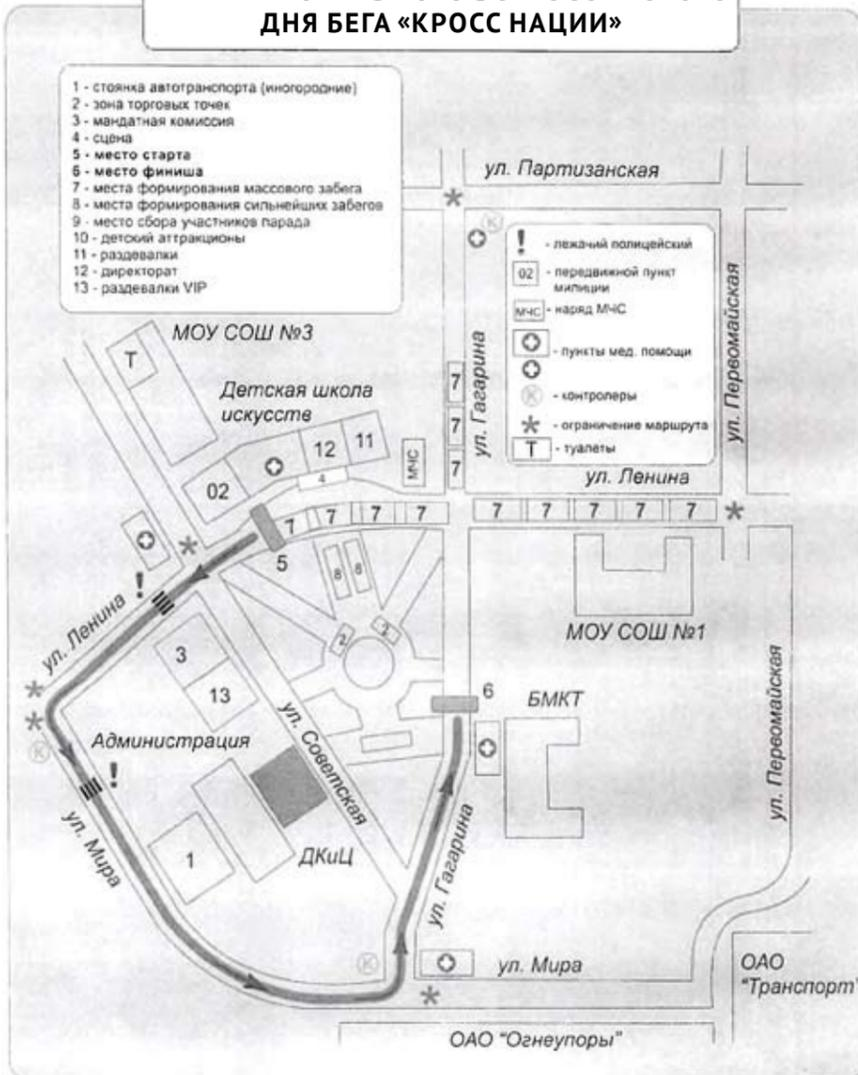 ДНЯ БЕГА «КРОСС НАЦИИ»
1 - стоянка автотранспорта (иногородние)
2 - зона торговых точек
3 - мандатная комиссия
4 - сцена
5 - место старта
6 - место финиша
7 - места формирования массового забега
8 - места формирования сильнейших забегов
9 - место сбора участников парада
10 - детский аттракционы
11 - раздевалки
12 - директорат
13 - раздевалки VIP
ул. Партизанская
К
! - лежачий полицейский
02 - передвижной пункт милиции
МЧС - наряд МЧС
- пункты мед. помощи
К - контролеры
- ограничение маршрута
Т - туалеты
ул. Гагарина
ул. Первомайская
МОУ СОШ №3
Т
Детская школа искусств
02
12
11
4
МЧС
7
7
7
ул. Ленина
7
7
7
7
7
7
7
7
7
5
8
8
2
2
!
ул. Ленина
3
13
МОУ СОШ №1
К
Администрация
!
ул. Советская
6
БМКТ
ул. Первомайская
ул. Мира
1
ДКиЦ
ул. Гагарина
К
ул. Мира
ОАО "Транспорт"
ОАО "Огнеупоры"